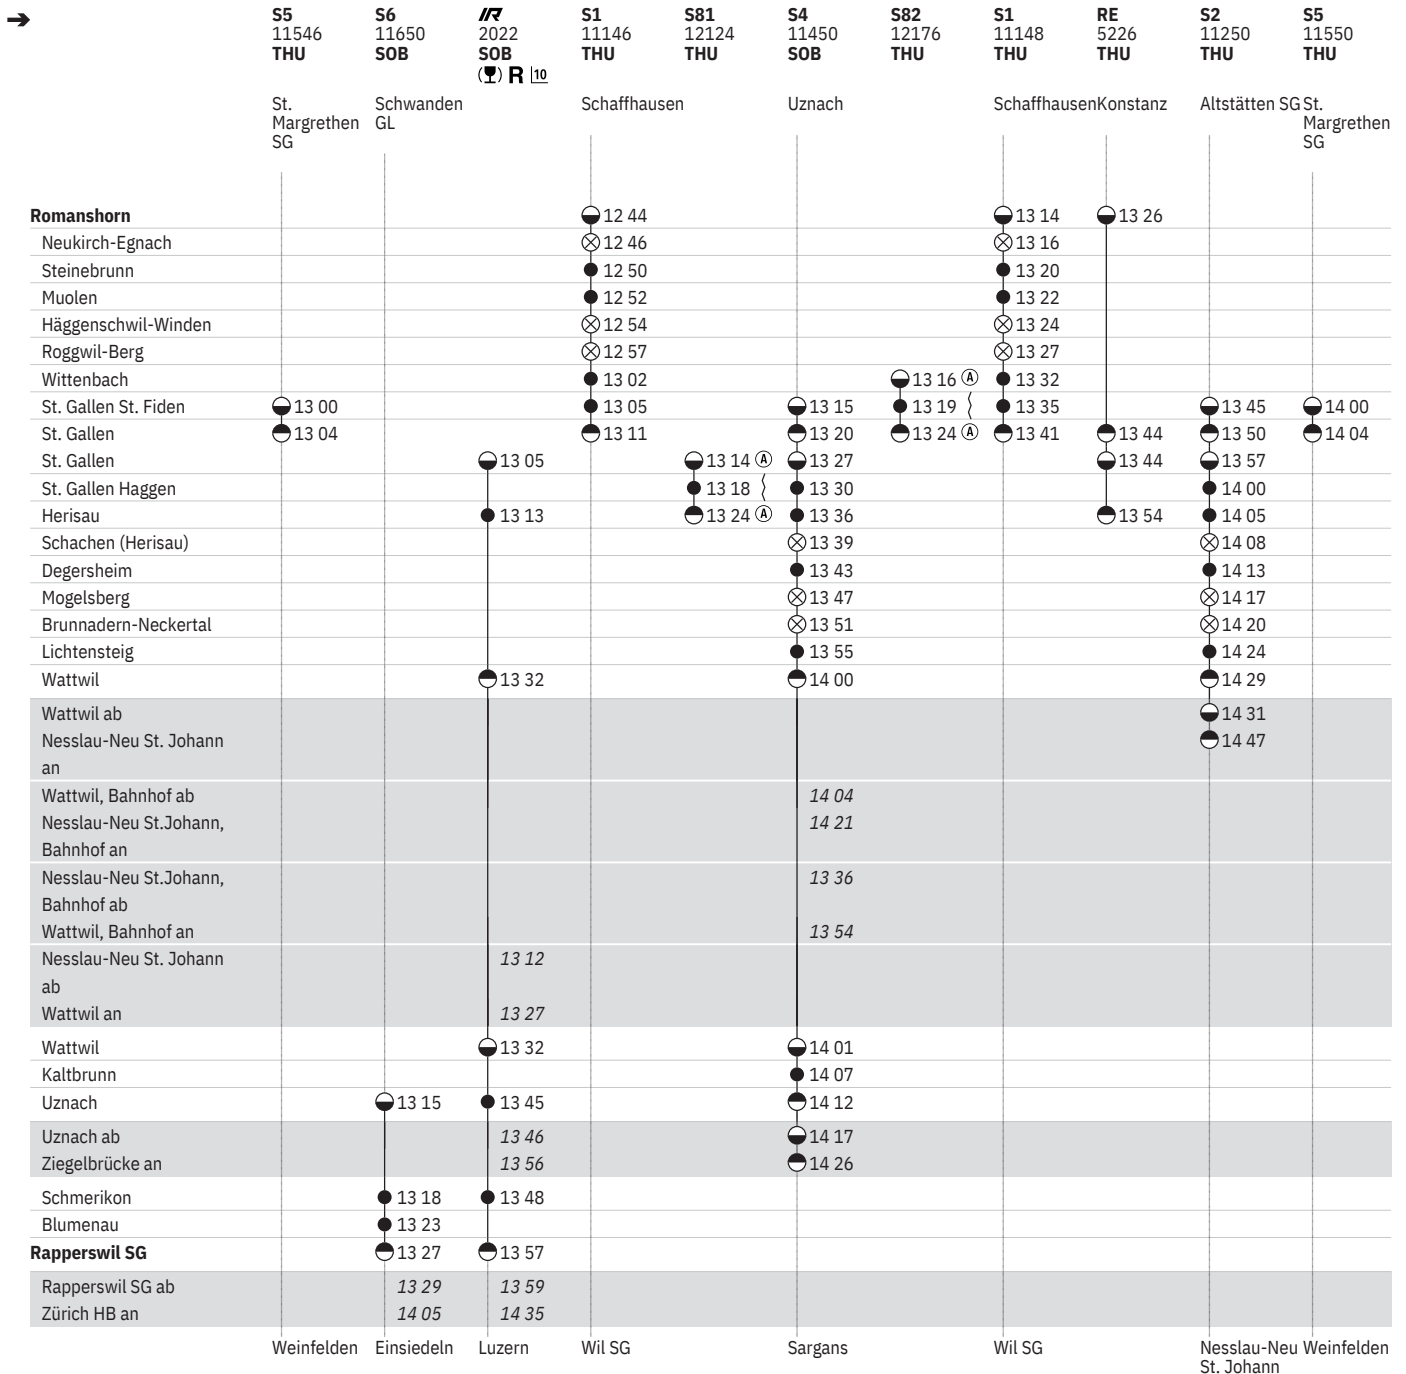 ➔ S5 S6 IR S1 S81 S4 S82 S1 RE S2 S5
11546 11650 2022 11146 12124 11450 12176 11148 5226 11250 11550
THU SOB SOB THU THU SOB THU THU THU THU THU
R 10
St. Schwanden Schaffhausen Uznach Schaffhausen Konstanz Altstätten SG St.
Margrethen GL Margrethen
SG SG
Romanshorn 12 44 13 14 13 26
Neukirch-Egnach 12 46 13 16
Steinebrunn 12 50 13 20
Muolen 12 52 13 22
Häggenschwil-Winden 12 54 13 24
Roggwil-Berg 12 57 13 27
Wittenbach 13 02 13 16 A 13 32
St. Gallen St. Fiden 13 00 13 05 13 15 13 19 13 35 13 45 14 00
St. Gallen 13 04 13 11 13 20 13 24 A 13 41 13 44 13 50 14 04
St. Gallen 13 05 13 14 A 13 27 13 44 13 57
St. Gallen Haggen 13 18 13 30 14 00
Herisau 13 13 13 24 A 13 36 13 54 14 05
Schachen (Herisau) 13 39 14 08
Degersheim 13 43 14 13
Mogelsberg 13 47 14 17
Brunnadern-Neckertal 13 51 14 20
Lichtensteig 13 55 14 24
Wattwil 13 32 14 00 14 29
Wattwil ab 14 31
Nesslau-Neu St. Johann 14 47
an
Wattwil, Bahnhof ab 14 04
Nesslau-Neu St.Johann, 14 21
Bahnhof an
Nesslau-Neu St.Johann, 13 36
Bahnhof ab
Wattwil, Bahnhof an 13 54
Nesslau-Neu St. Johann 13 12
ab
Wattwil an 13 27
Wattwil 13 32 14 01
Kaltbrunn 14 07
Uznach 13 15 13 45 14 12
Uznach ab 13 46 14 17
Ziegelbrücke an 13 56 14 26
Schmerikon 13 18 13 48
Blumenau 13 23
Rapperswil SG 13 27 13 57
Rapperswil SG ab 13 29 13 59
Zürich HB an 14 05 14 35
Weinfelden Einsiedeln Luzern Wil SG Sargans Wil SG Nesslau-Neu Weinfelden
St. Johann